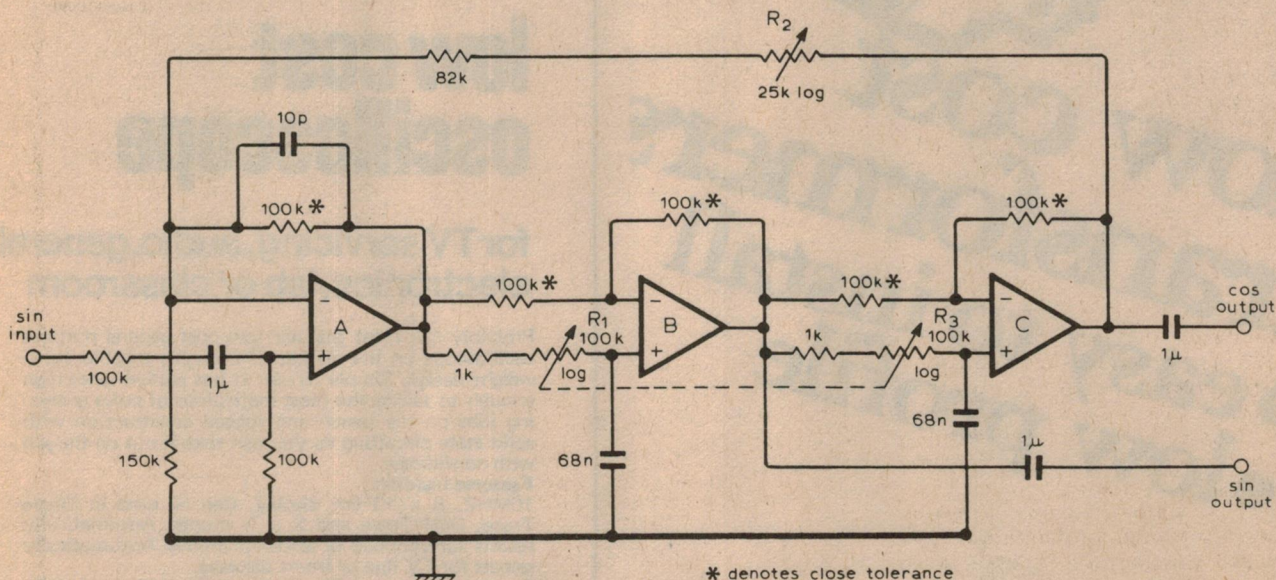 R2
82k
25k log
10p
100k *
100k *
100k *
100k *
100k *
A
B
C
sin
input
100k
1μ
1k
R1
100k
log
1k
R3
100k
log
cos
output
1μ
150k
100k
68n
68n
1μ
sin
output
* denotes close tolerance